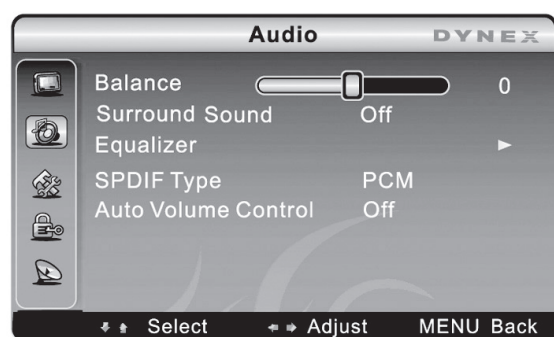 Audio DYNEX
Balance 0
Surround Sound Off
Equalizer
SPDIF Type PCM
Auto Volume Control Off
Select Adjust MENU Back